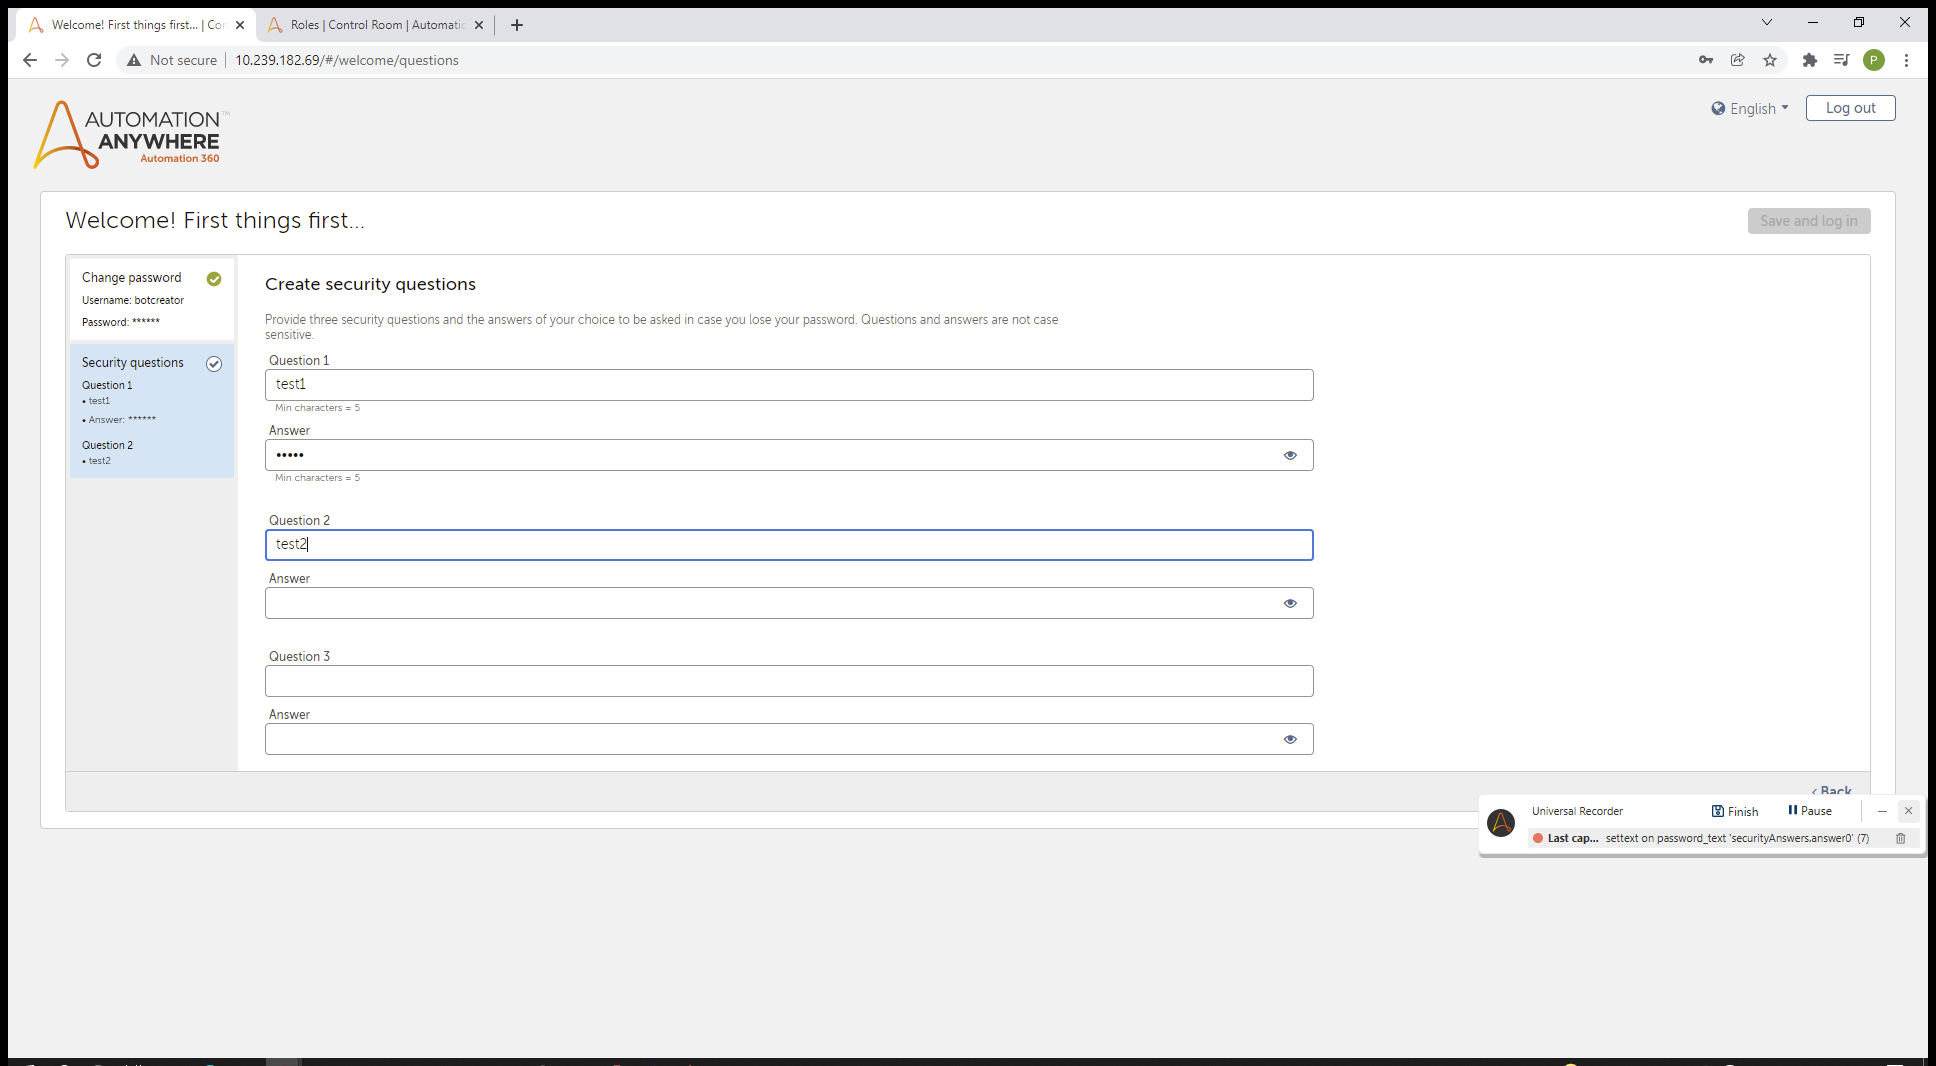 Welcome! First things first... | Co
Roles | Control Room | Automatic
Not secure
10.239.182.69/#/welcome/questions
P
AUTOMATION™
ANYWHERE
Automation 360
English
Log out
Welcome! First things first...
Save and log in
Change password
Username: botcreator
Password: ******
Security questions
Question 1
• test1
• Answer: ******
Question 2
• test2
Create security questions
Provide three security questions and the answers of your choice to be asked in case you lose your password. Questions and answers are not case
sensitive.
Question 1
test1
Min characters = 5
Answer
•••••
Min characters = 5
Question 2
test2
Answer
Question 3
Answer
‹ Back
Universal Recorder
Finish
Pause
Last cap... settext on password_text 'securityAnswers.answer0' (7)